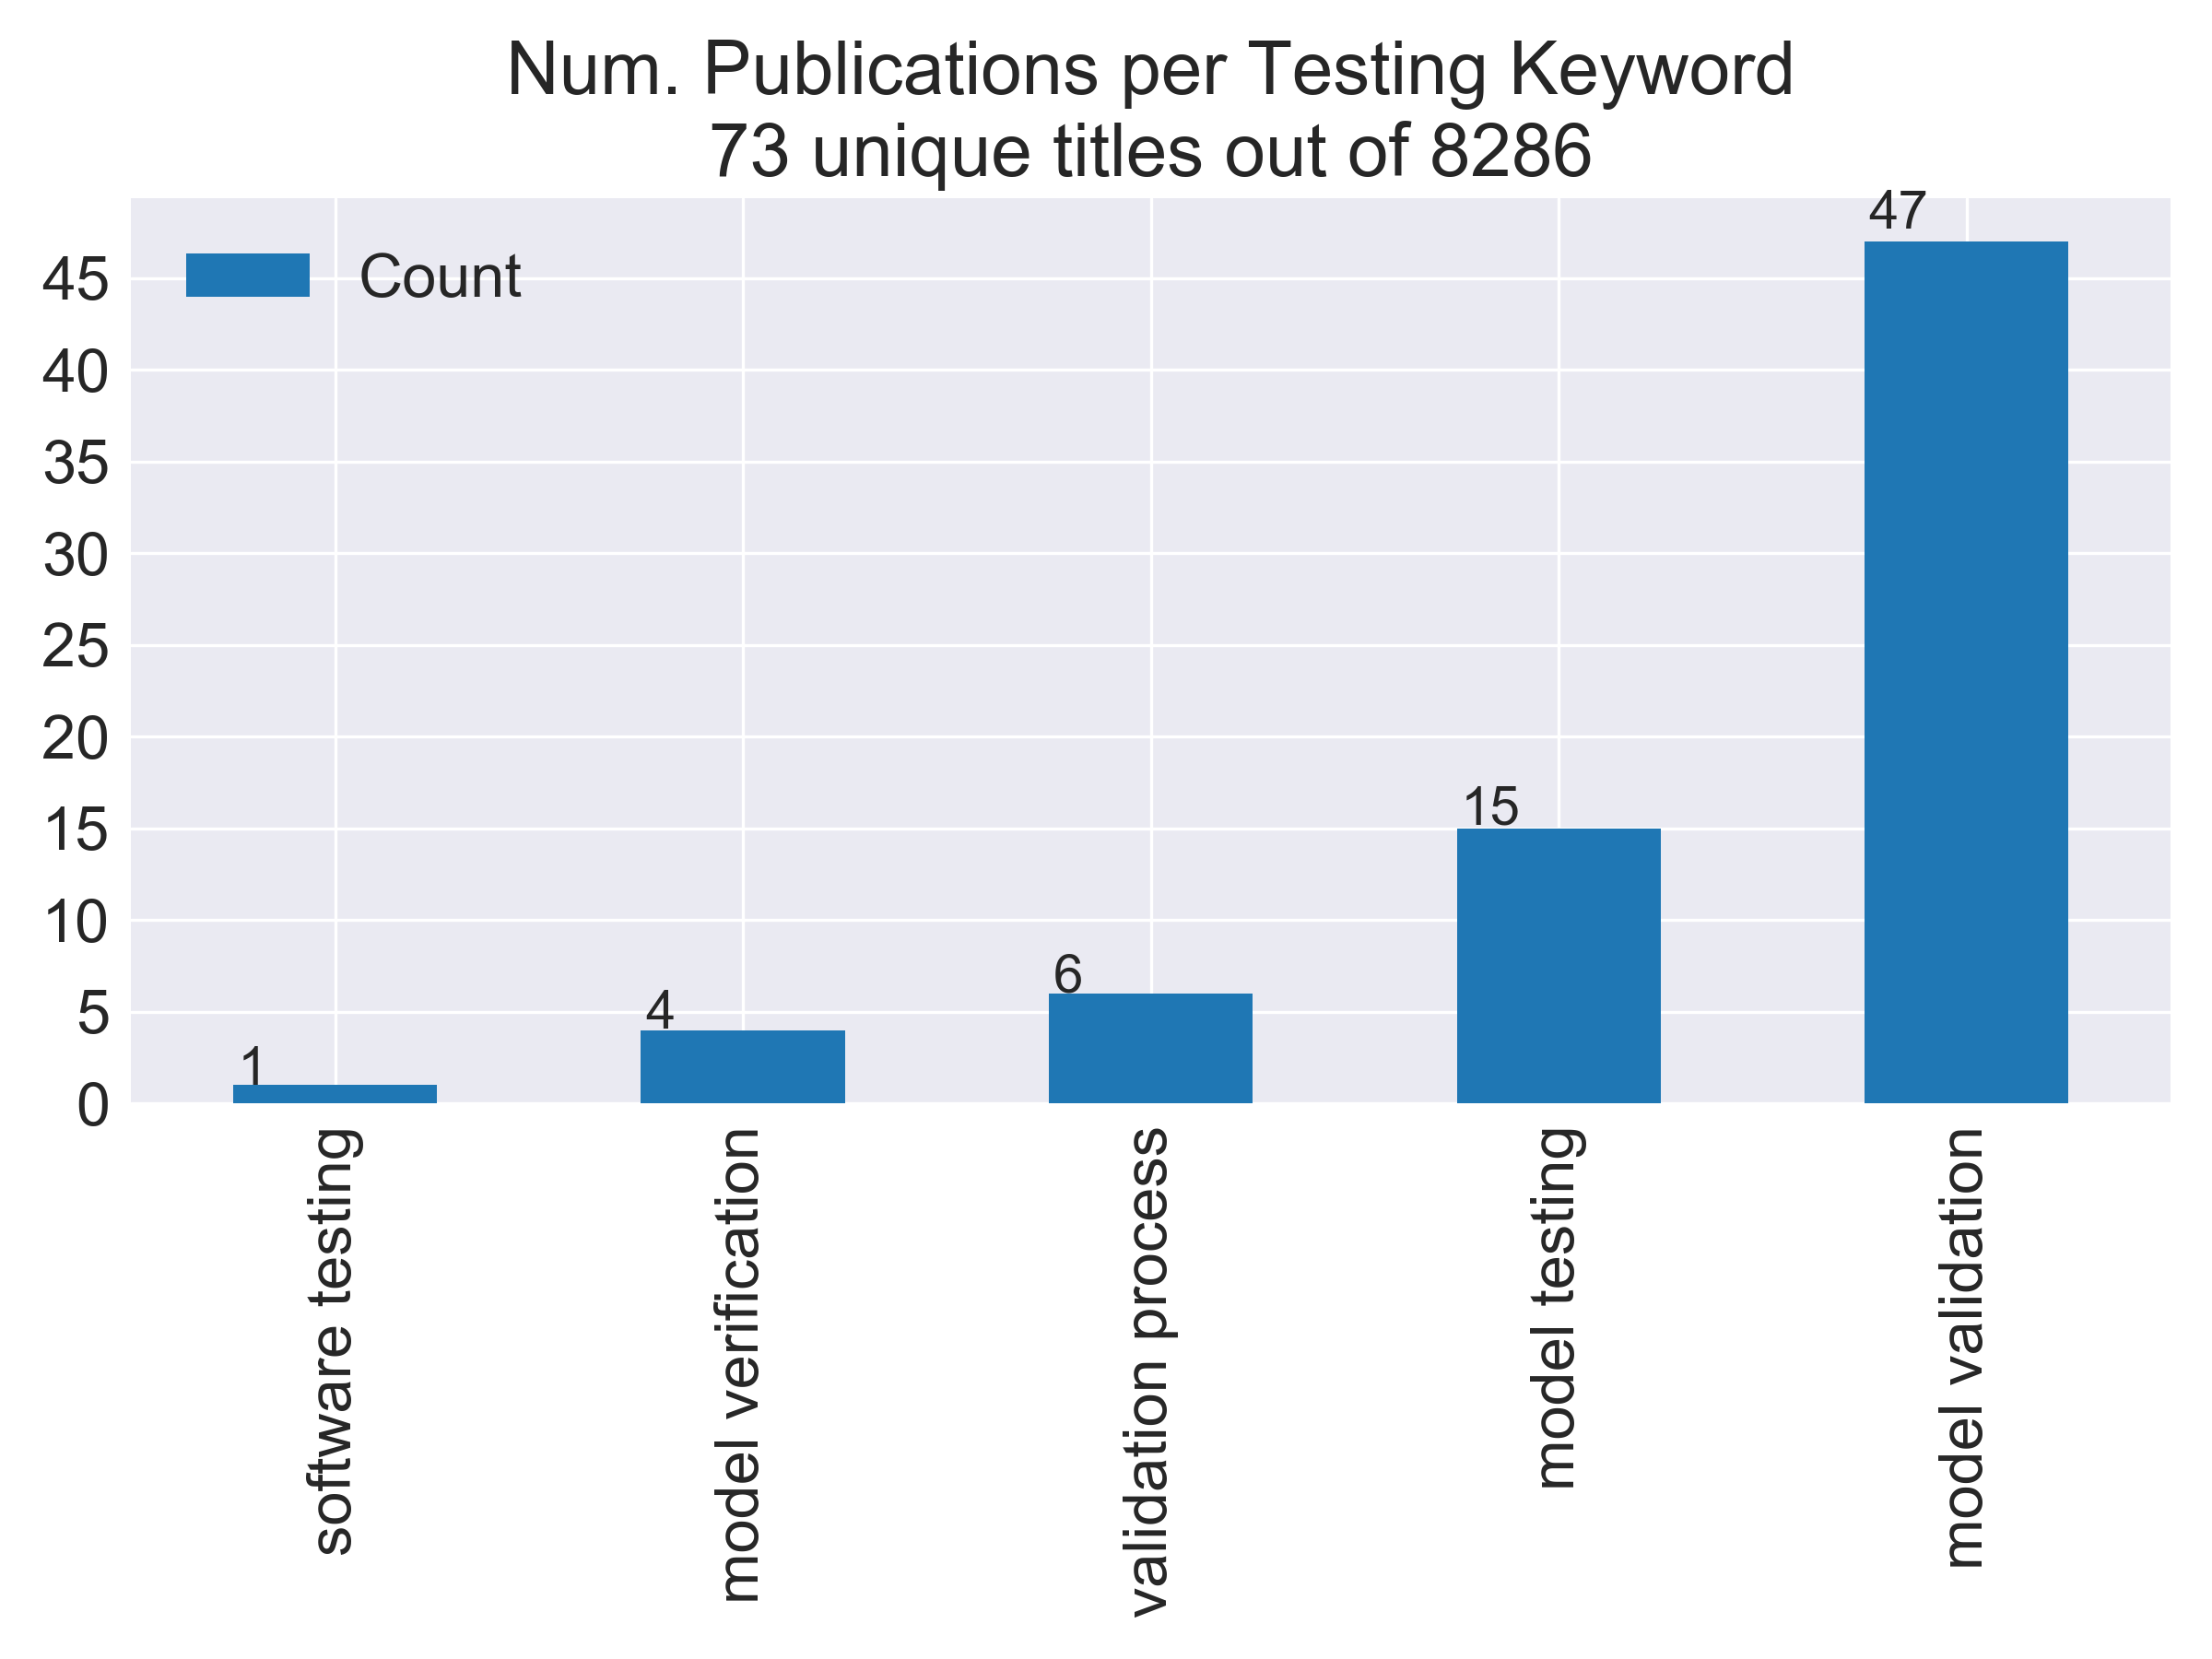 Num. Publications per Testing Keyword
73 unique titles out of 8286
Count
45
40
35
30
25
20
15
10
5
0
1
4
6
15
47
software testing
model verification
validation process
model testing
model validation